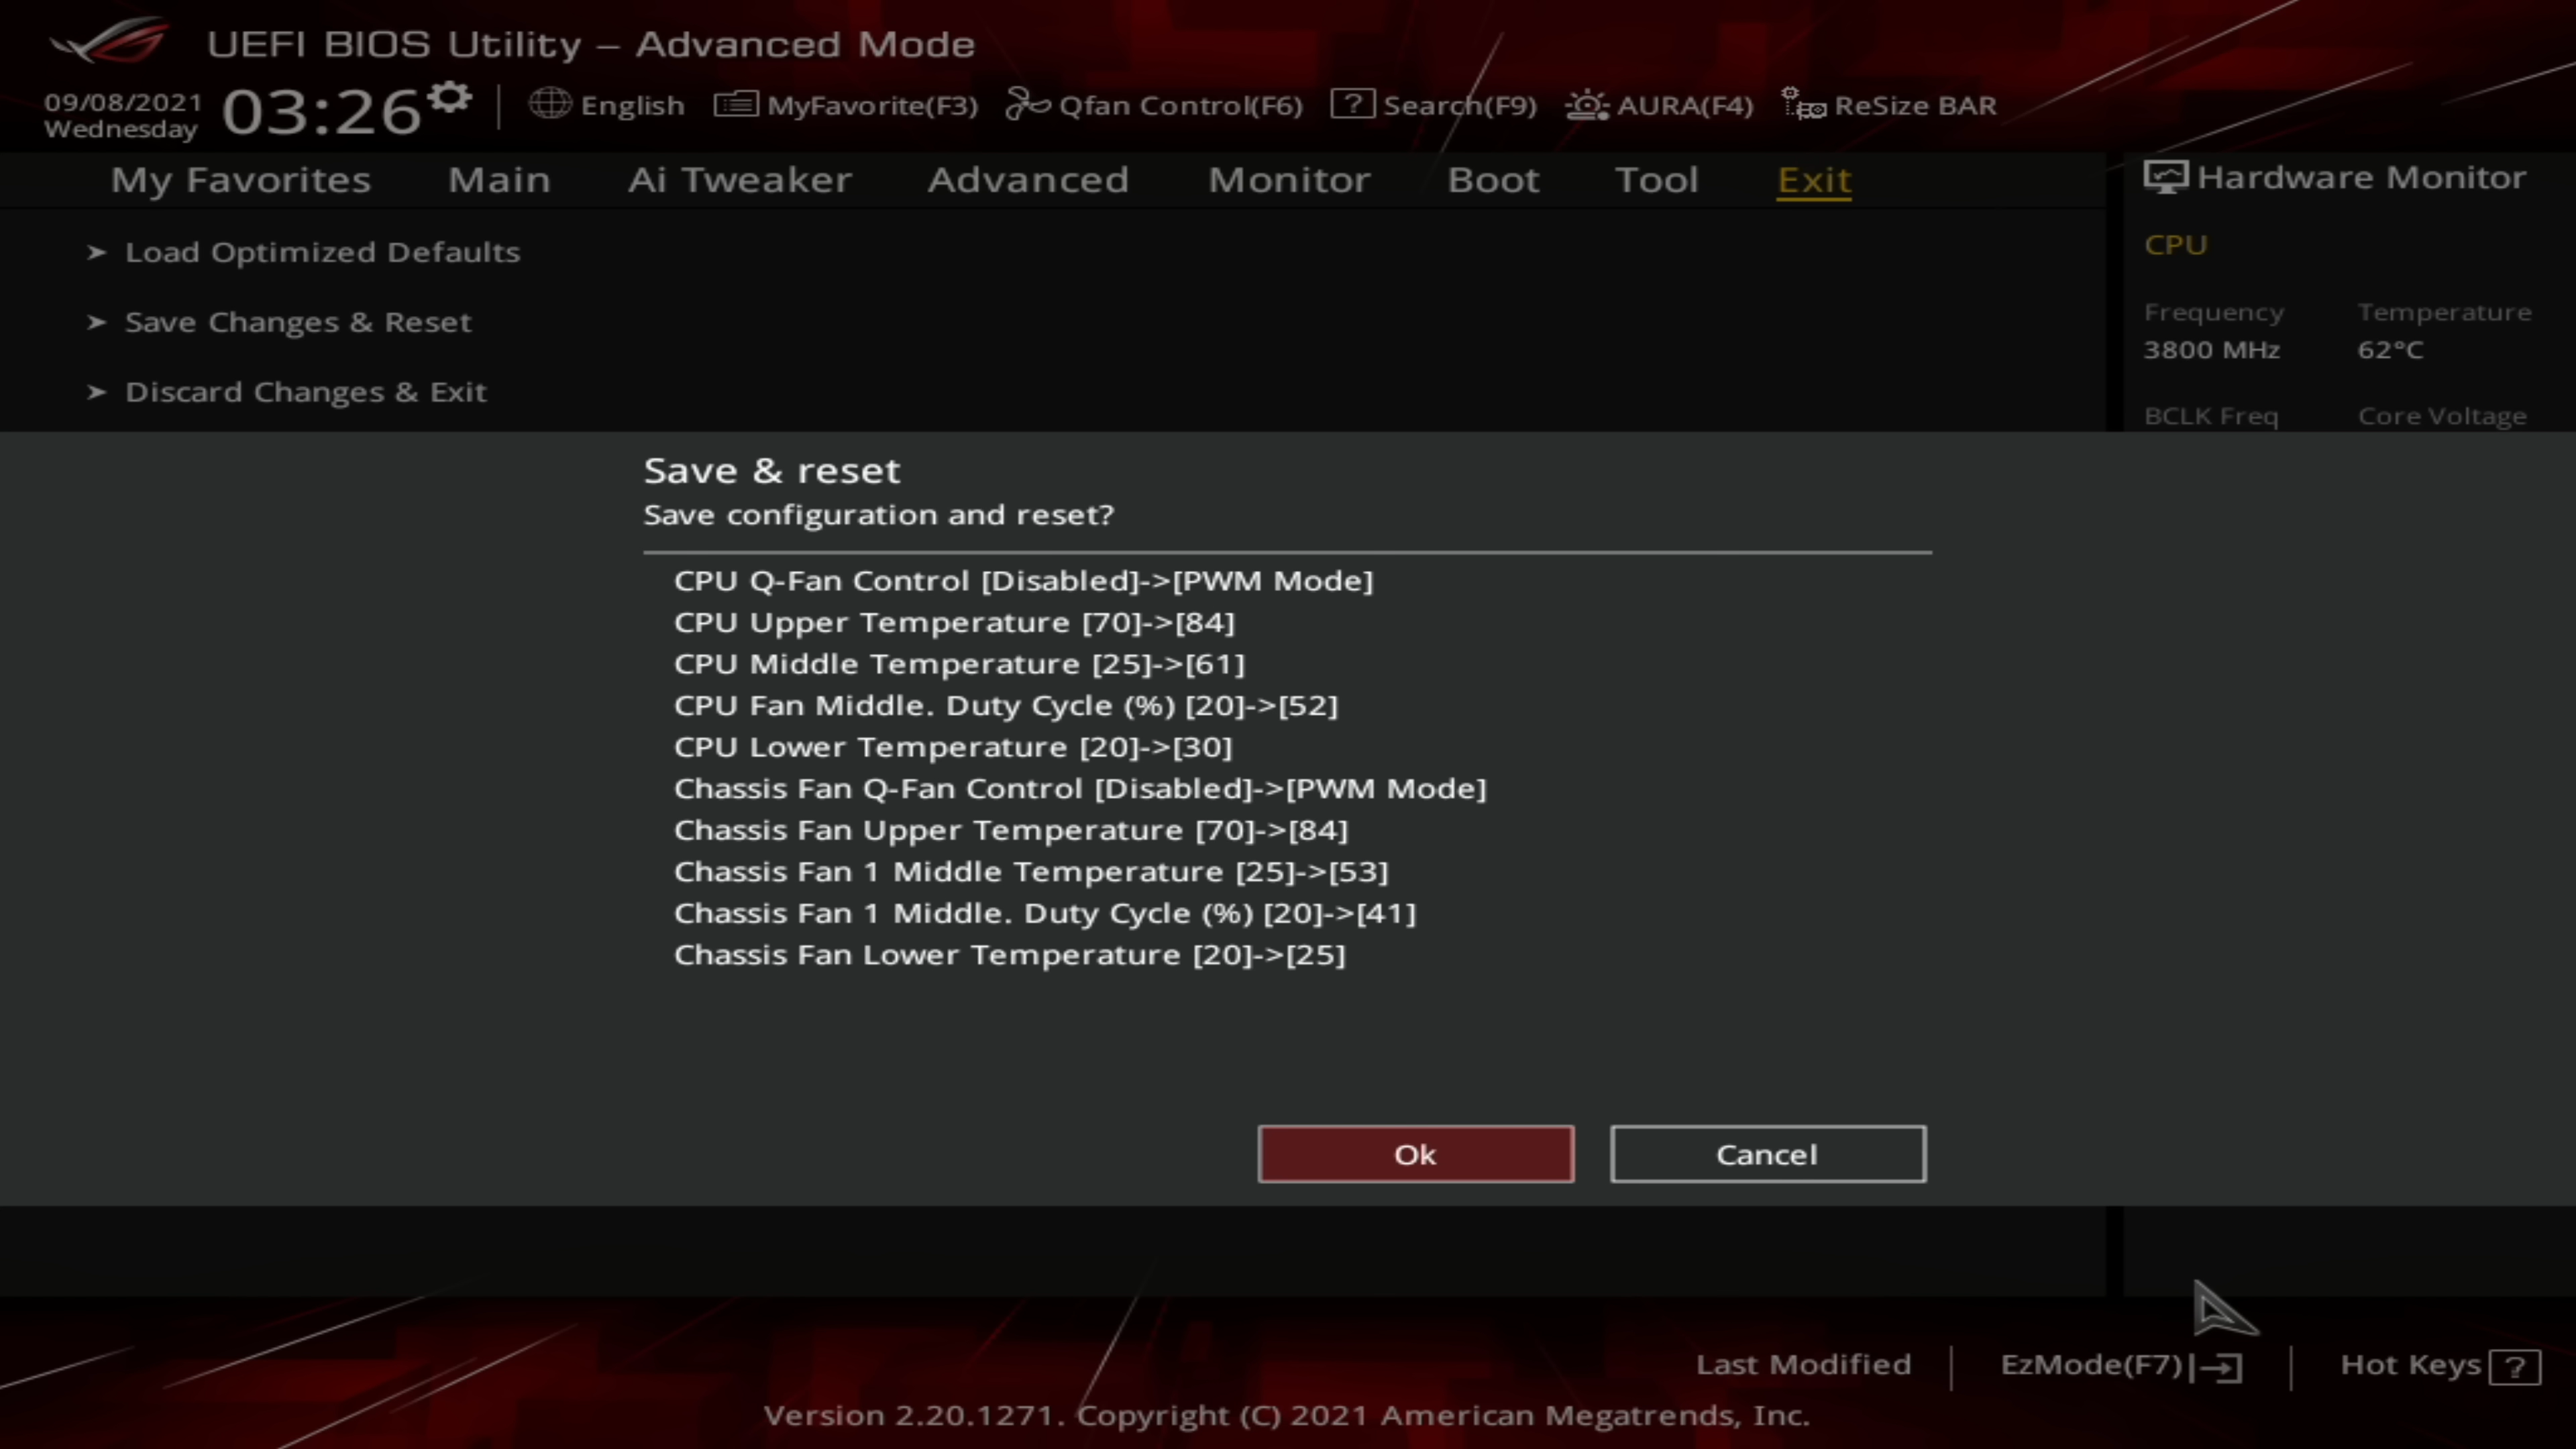 UEFI BIOS Utility – Advanced Mode
09/08/2021
Wednesday
03:26
English
MyFavorite(F3)
Qfan Control(F6)
? Search(F9)
AURA(F4)
ReSize BAR
My Favorites
Main
Ai Tweaker
Advanced
Monitor
Boot
Tool
Exit
Hardware Monitor
Load Optimized Defaults
Save Changes & Reset
Discard Changes & Exit
CPU
Frequency
Temperature
3800 MHz
62°C
BCLK Freq
Core Voltage
Save & reset
Save configuration and reset?
CPU Q-Fan Control [Disabled]->[PWM Mode]
CPU Upper Temperature [70]->[84]
CPU Middle Temperature [25]->[61]
CPU Fan Middle. Duty Cycle (%) [20]->[52]
CPU Lower Temperature [20]->[30]
Chassis Fan Q-Fan Control [Disabled]->[PWM Mode]
Chassis Fan Upper Temperature [70]->[84]
Chassis Fan 1 Middle Temperature [25]->[53]
Chassis Fan 1 Middle. Duty Cycle (%) [20]->[41]
Chassis Fan Lower Temperature [20]->[25]
Ok
Cancel
Last Modified
EzMode(F7)
Hot Keys ?
Version 2.20.1271. Copyright (C) 2021 American Megatrends, Inc.